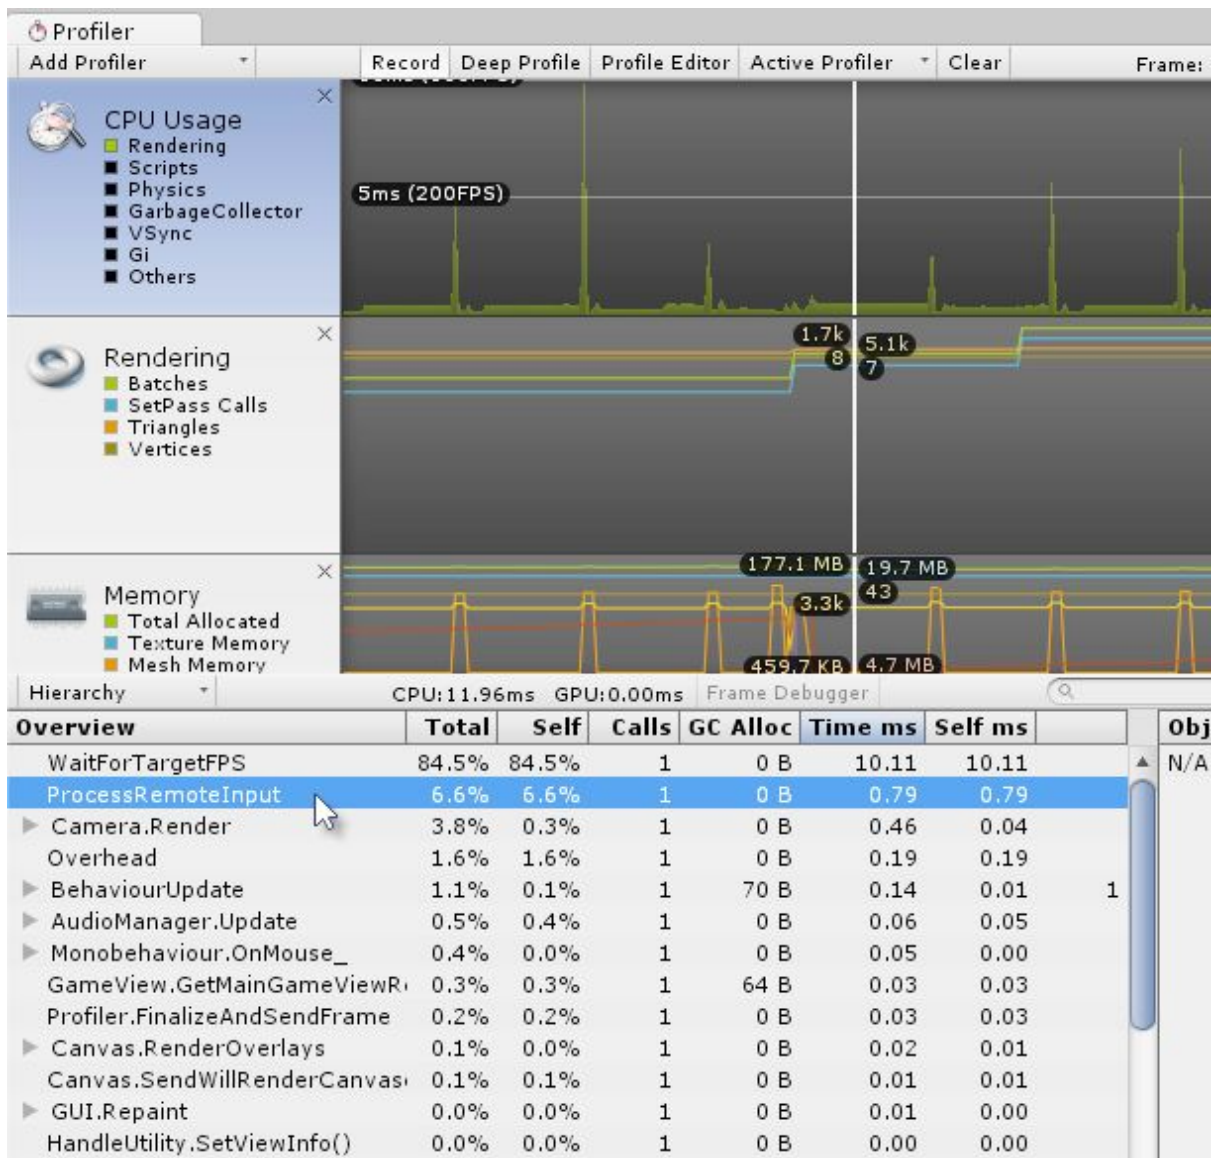 Profiler
Add Profiler Record Deep Profile Profile Editor Active Profiler Clear Frame:
CPU Usage
Rendering
Scripts
Physics
GarbageCollector
VSync
Gi
Others
5ms (200FPS)
Rendering
Batches
SetPass Calls
Triangles
Vertices
1.7k 5.1k
8 7
Memory
Total Allocated
Texture Memory
Mesh Memory
177.1 MB 19.7 MB
3.3k 43
459.7 KB 4.7 MB
Hierarchy CPU:11.96ms GPU:0.00ms Frame Debugger
Overview Total Self Calls GC Alloc Time ms Self ms Obj
WaitForTargetFPS 84.5% 84.5% 1 0 B 10.11 10.11 N/A
ProcessRemoteInput 6.6% 6.6% 1 0 B 0.79 0.79
Camera.Render 3.8% 0.3% 1 0 B 0.46 0.04
Overhead 1.6% 1.6% 1 0 B 0.19 0.19
BehaviourUpdate 1.1% 0.1% 1 70 B 0.14 0.01 1
AudioManager.Update 0.5% 0.4% 1 0 B 0.06 0.05
Monobehaviour.OnMouse_ 0.4% 0.0% 1 0 B 0.05 0.00
GameView.GetMainGameViewR 0.3% 0.3% 1 64 B 0.03 0.03
Profiler.FinalizeAndSendFrame 0.2% 0.2% 1 0 B 0.03 0.03
Canvas.RenderOverlays 0.1% 0.0% 1 0 B 0.02 0.01
Canvas.SendWillRenderCanvas 0.1% 0.1% 1 0 B 0.01 0.01
GUI.Repaint 0.0% 0.0% 1 0 B 0.01 0.00
HandleUtility.SetViewInfo() 0.0% 0.0% 1 0 B 0.00 0.00